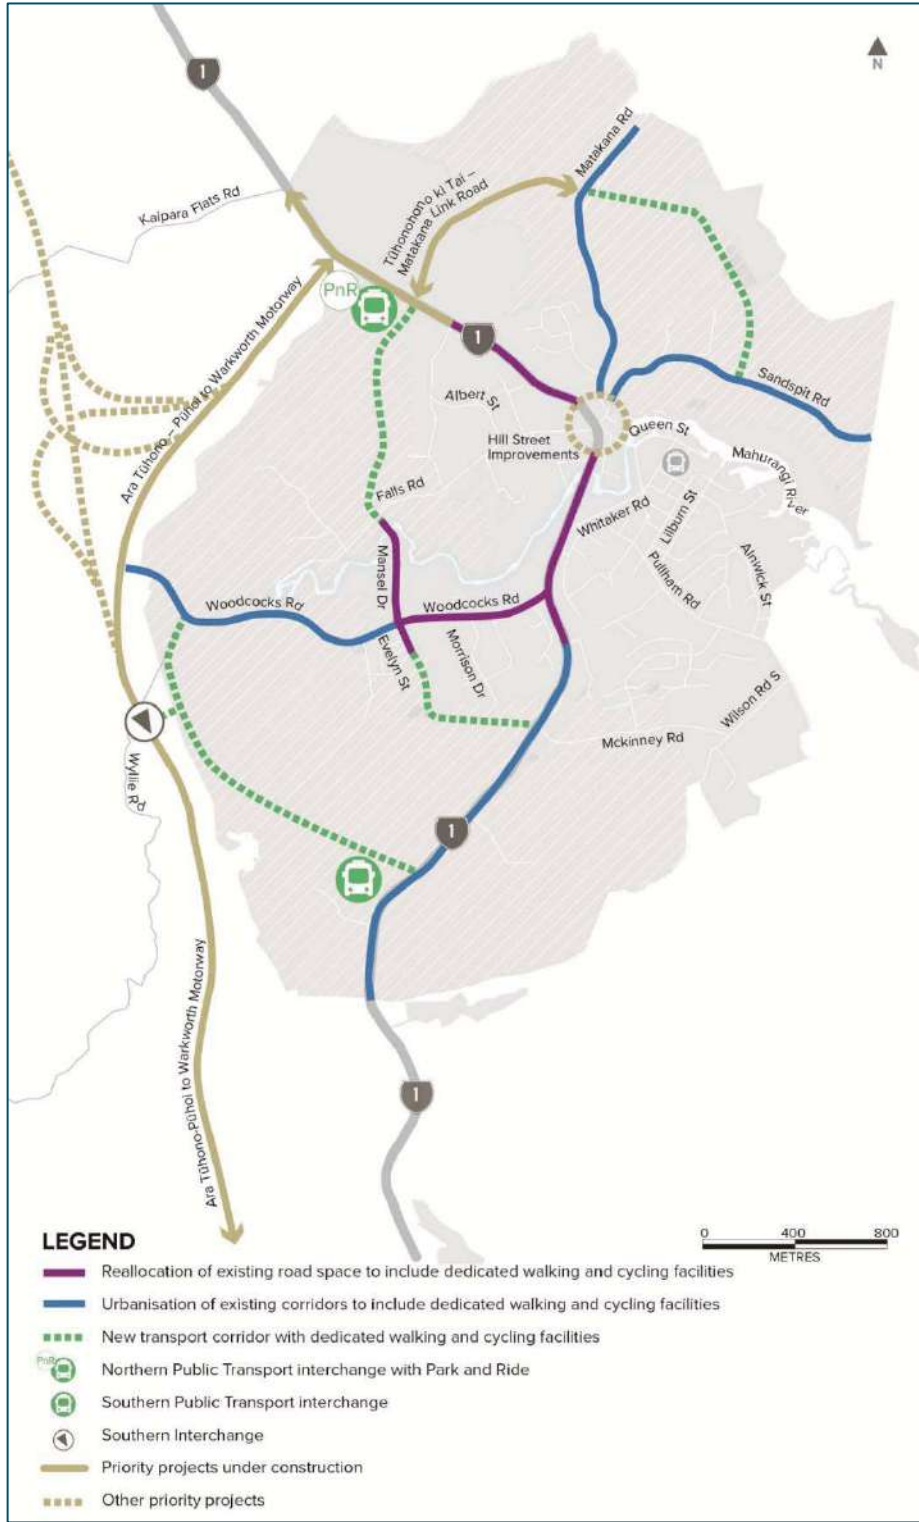 1
N
Matakana Rd
Kaipara Flats Rd
Tūhonohono ki Tai –
Matakana Link Road
PnR
Ara Tūhono – Pūhoi to Warkworth Motorway
1
Albert St
Sandspit Rd
Hill Street
Improvements
Queen St
Mahurangi
River
Falls Rd
Whitaker Rd
Lilburn St
Pullham Rd
Alnwick St
Mansel Dr
Woodcocks Rd
Woodcocks Rd
Evelyn St
Morrison Dr
Wilson Rd S
Mckinney Rd
Wyllie Rd
1
Ara Tūhono-Pūhoi to Warkworth Motorway
1
LEGEND
0 400 800
METRES
Reallocation of existing road space to include dedicated walking and cycling facilities
Urbanisation of existing corridors to include dedicated walking and cycling facilities
New transport corridor with dedicated walking and cycling facilities
PnR Northern Public Transport interchange with Park and Ride
Southern Public Transport interchange
Southern Interchange
Priority projects under construction
Other priority projects